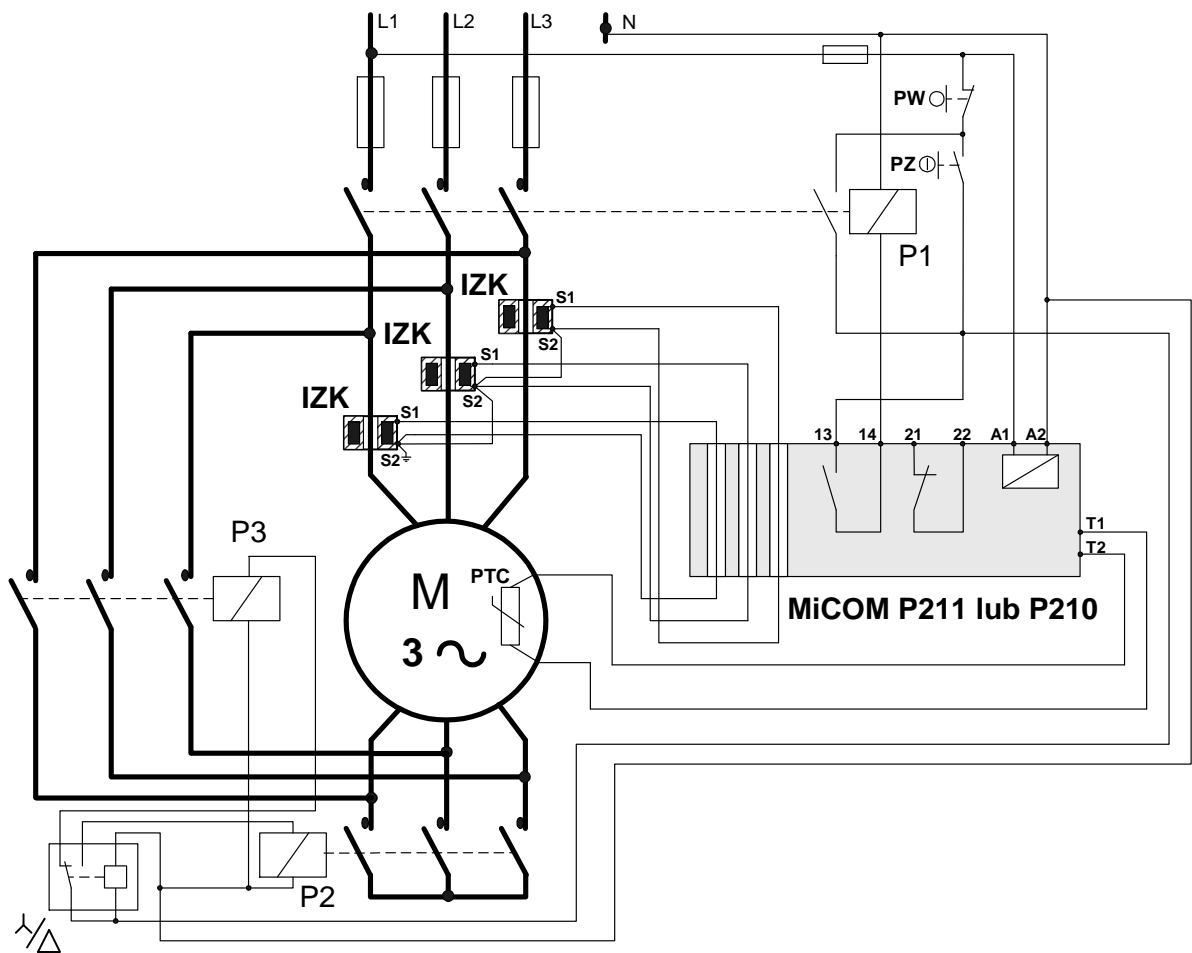 L1 L2 L3 N
PW
PZ
P1
IZK S1
S2
IZK S1
S2
IZK S1
S2
13 14 21 22 A1 A2
T1
T2
MiCOM P211 lub P210
P3
PTC
M
3
P2